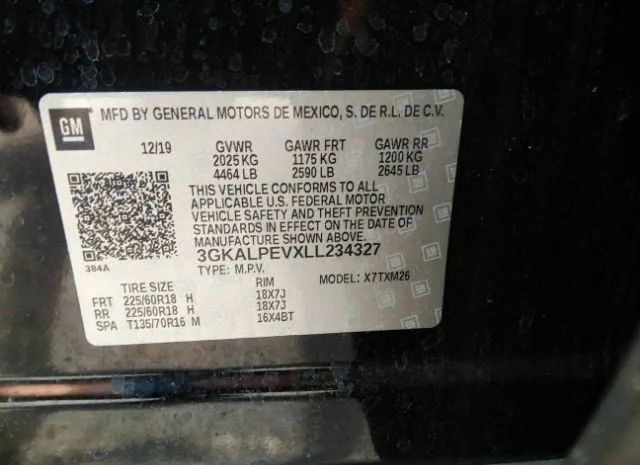 GM
MFD BY GENERAL MOTORS DE MEXICO, S. DE R.L. DE C.V.
12/19 GVWR GAWR FRT GAWR RR
2025 KG 1175 KG 1200 KG
4464 LB 2590 LB 2645 LB
THIS VEHICLE CONFORMS TO ALL
APPLICABLE U.S. FEDERAL MOTOR
VEHICLE SAFETY AND THEFT PREVENTION
STANDARDS IN EFFECT ON THE DATE OF
MANUFACTURE SHOWN ABOVE.
384A
3GKALPEVXLL234327
TYPE: M.P.V. MODEL: X7TXM26
TIRE SIZE RIM
FRT 225/60R18 H 18X7J
RR 225/60R18 H 18X7J
SPA T135/70R16 M 16X4BT